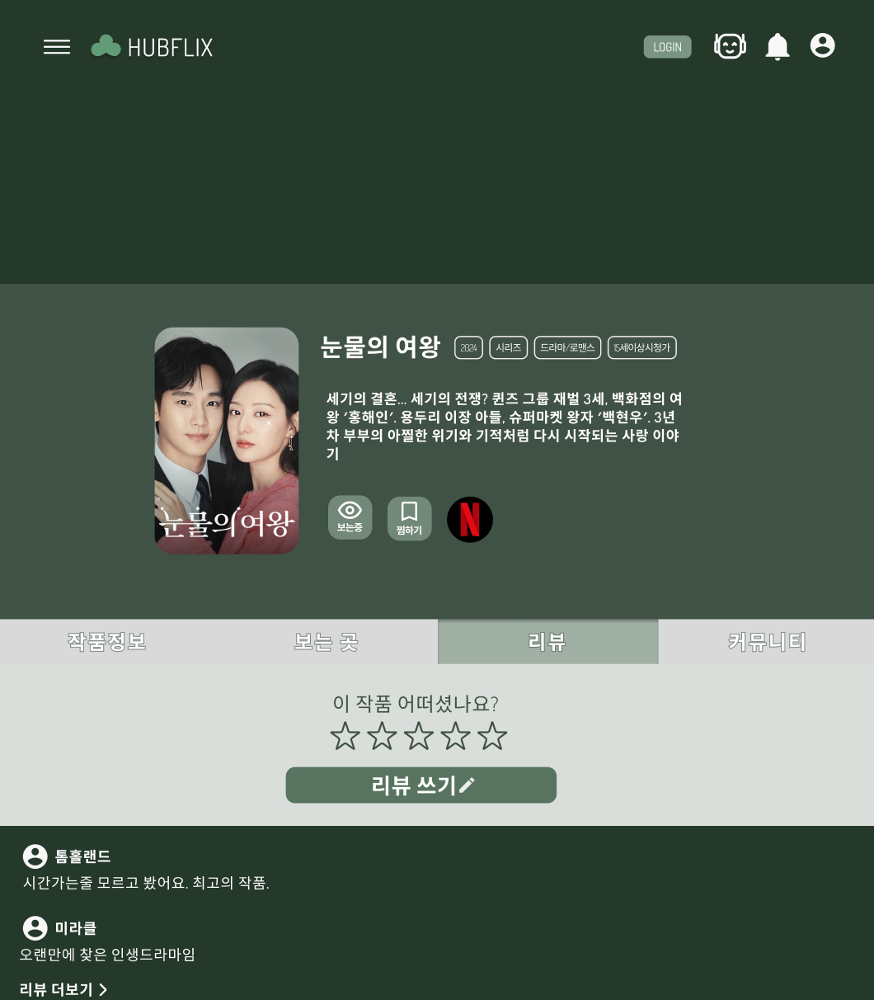 HUBFLIX
LOGIN
눈물의 여왕
2024
시리즈
드라마/로맨스
15세이상시청가
세기의 결혼... 세기의 전쟁? 퀸즈 그룹 재벌 3세, 백화점의 여
왕 '홍해인'. 용두리 이장 아들, 슈퍼마켓 왕자 '백현우'. 3년
차 부부의 아찔한 위기와 기적처럼 다시 시작되는 사랑 이야
기
눈물의여왕
보는중
찜하기
N
작품정보
보는 곳
리뷰
커뮤니티
이 작품 어떠셨나요?
리뷰 쓰기
톰홀랜드
시간가는줄 모르고 봤어요. 최고의 작품.
미라클
오랜만에 찾은 인생드라마임
리뷰 더보기